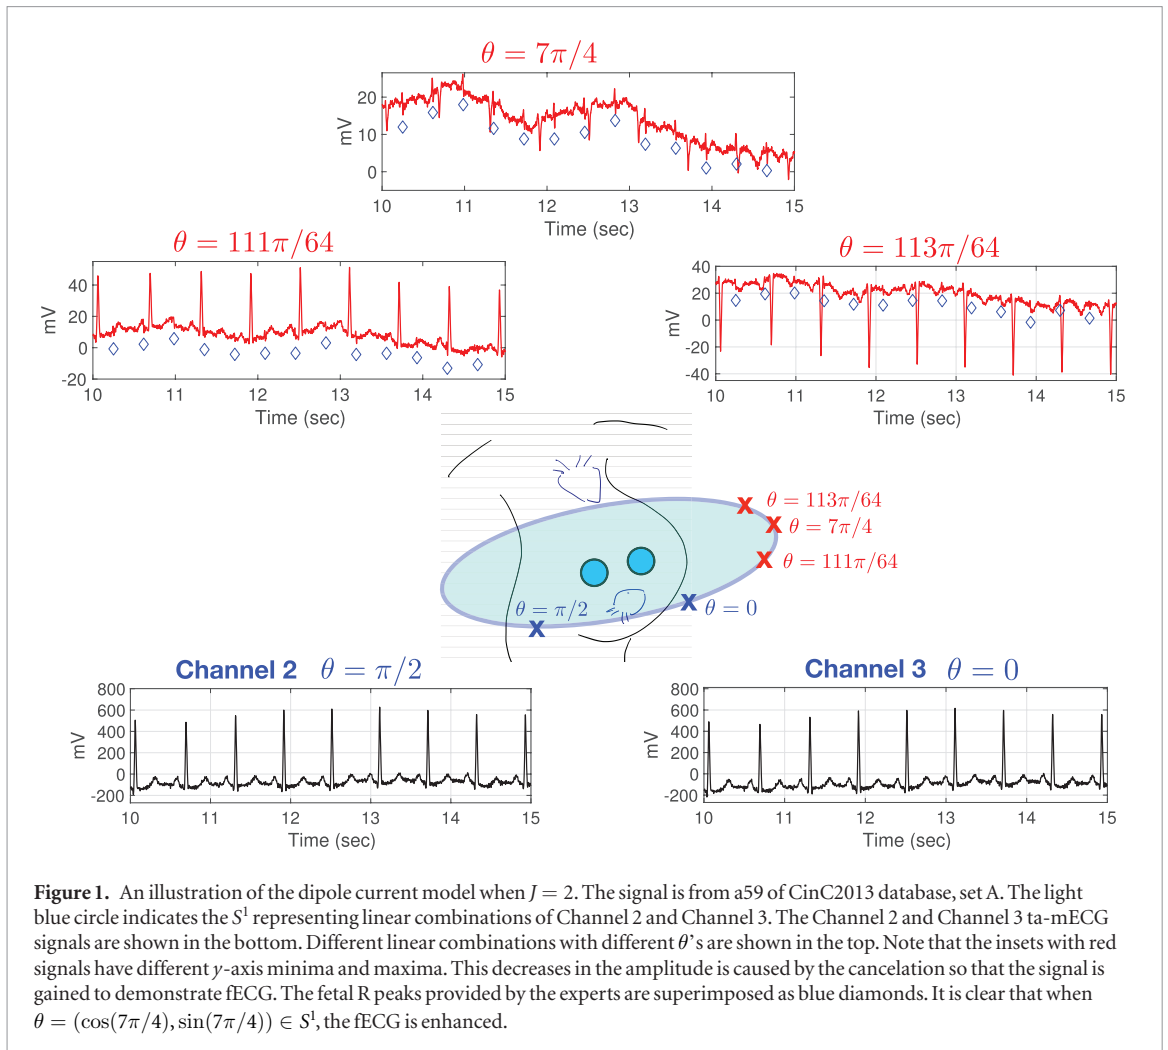 θ = 7π/4
20
10
0
mV
10 11 12 13 14 15
Time (sec)
θ = 111π/64
40
20
0
-20
mV
10 11 12 13 14 15
Time (sec)
θ = 113π/64
40
20
0
-20
-40
mV
10 11 12 13 14 15
Time (sec)
θ = 113π/64
θ = 7π/4
θ = 111π/64
θ = π/2
θ = 0
Channel 2 θ = π/2
800
600
400
200
0
-200
mV
10 11 12 13 14 15
Time (sec)
Channel 3 θ = 0
800
600
400
200
0
-200
mV
10 11 12 13 14 15
Time (sec)
Figure 1. An illustration of the dipole current model when J = 2. The signal is from a59 of CinC2013 database, set A. The light
blue circle indicates the S¹ representing linear combinations of Channel 2 and Channel 3. The Channel 2 and Channel 3 ta-mECG
signals are shown in the bottom. Different linear combinations with different θ's are shown in the top. Note that the insets with red
signals have different y-axis minima and maxima. This decreases in the amplitude is caused by the cancelation so that the signal is
gained to demonstrate fECG. The fetal R peaks provided by the experts are superimposed as blue diamonds. It is clear that when
θ = (cos(7π/4), sin(7π/4)) ∈ S¹, the fECG is enhanced.